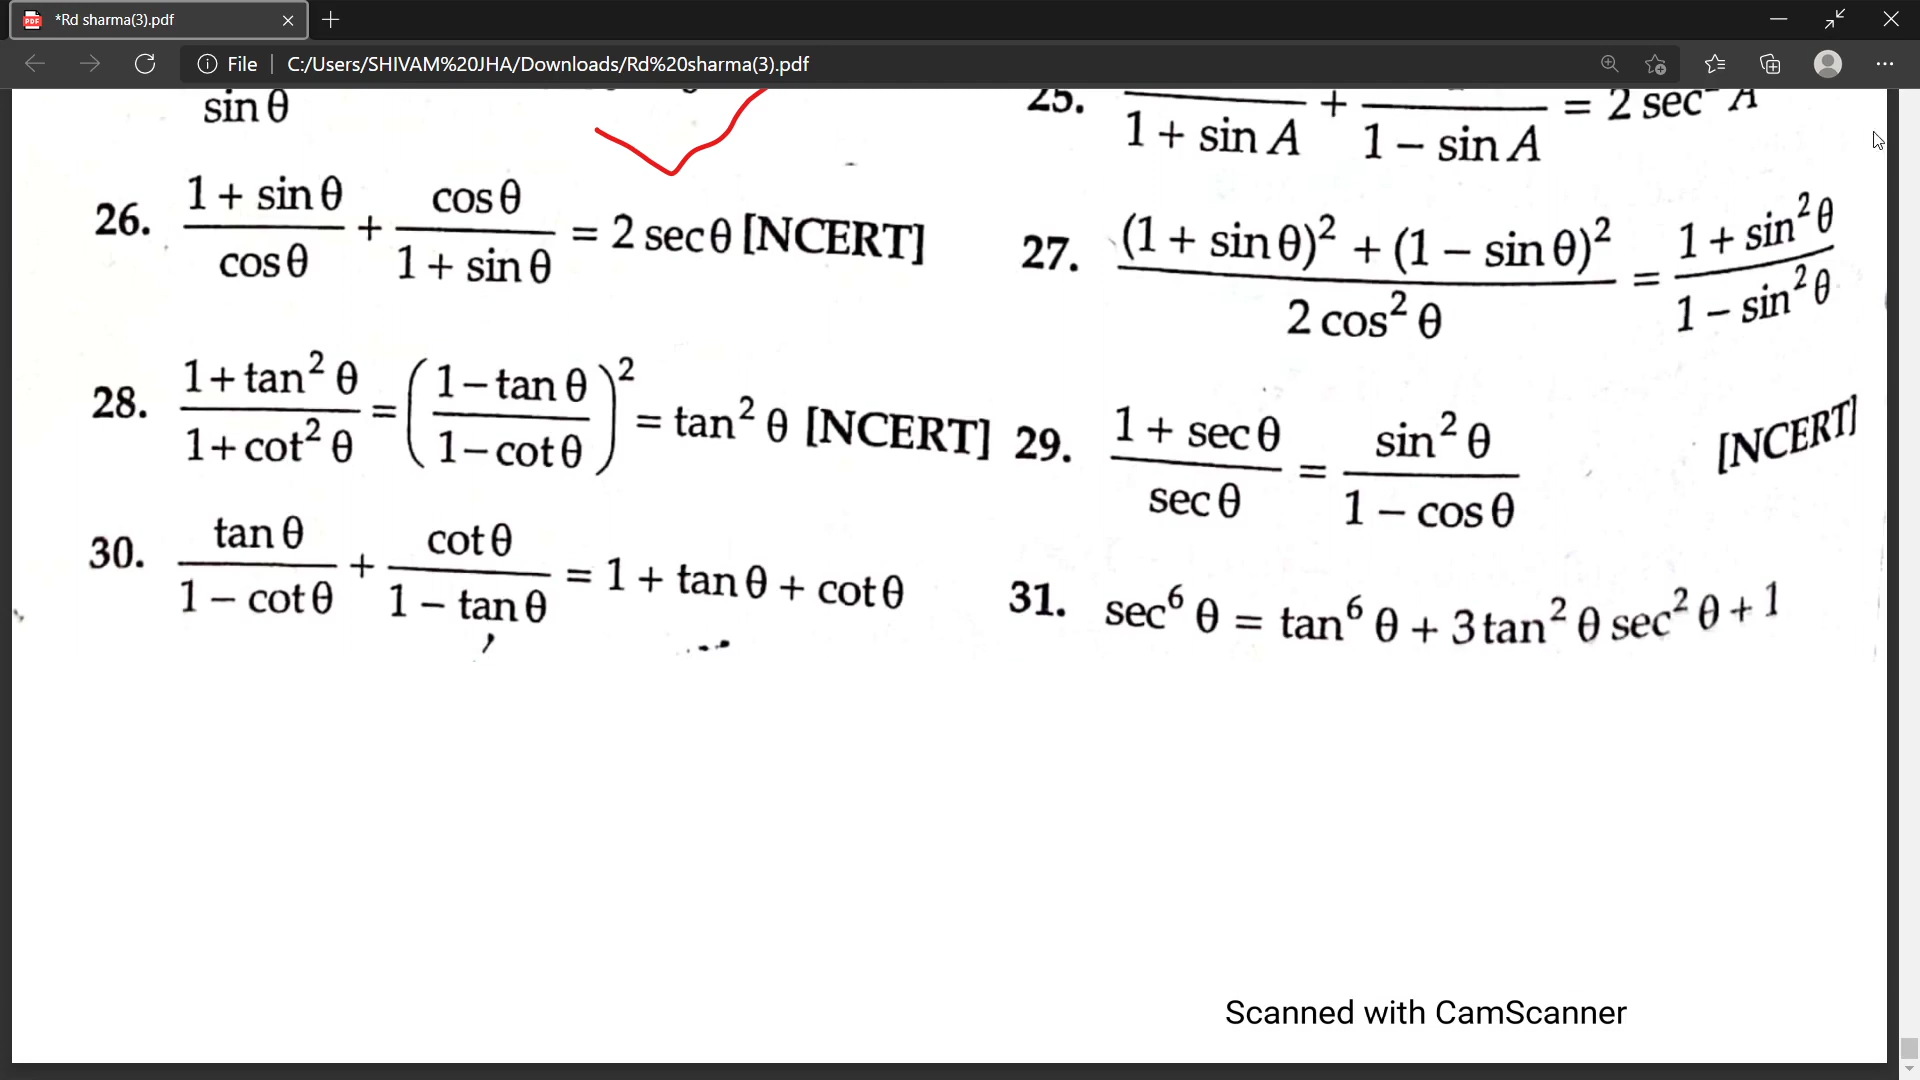 *Rd sharma(3).pdf
File | C:/Users/SHIVAM%20JHA/Downloads/Rd%20sharma(3).pdf
sin θ
25. / (1 + sin A) + / (1 − sin A) = 2 sec² A
26. (1 + sin θ) / cos θ + cos θ / (1 + sin θ) = 2 sec θ [NCERT]
27. ((1 + sin θ)² + (1 − sin θ)²) / (2 cos² θ) = (1 + sin² θ) / (1 − sin² θ)
28. (1 + tan² θ) / (1 + cot² θ) = ((1 − tan θ) / (1 − cot θ))² = tan² θ [NCERT]
29. (1 + sec θ) / sec θ = sin² θ / (1 − cos θ) [NCERT]
30. tan θ / (1 − cot θ) + cot θ / (1 − tan θ) = 1 + tan θ + cot θ
31. sec⁶ θ = tan⁶ θ + 3 tan² θ sec² θ + 1
Scanned with CamScanner